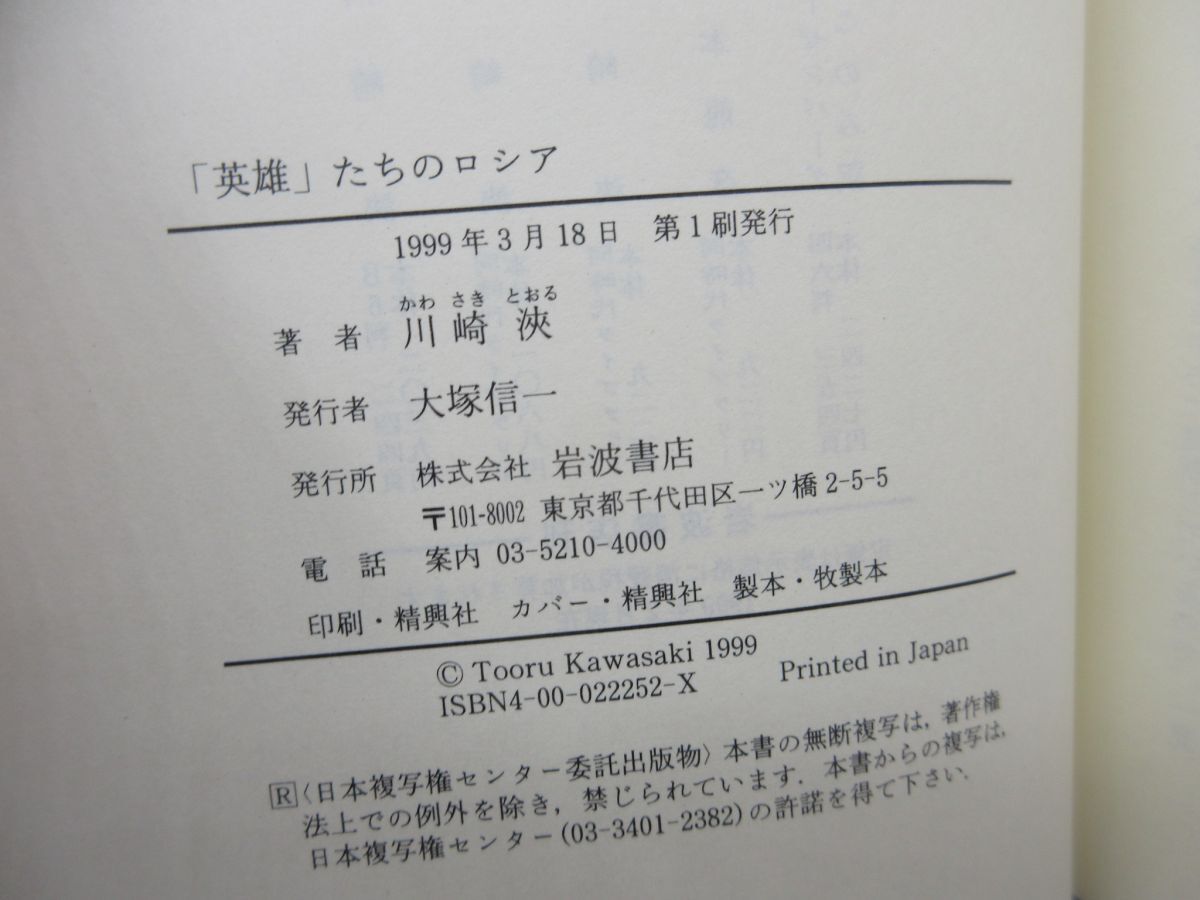 「英雄」たちのロシア
1999年3月18日 第1刷発行
かわ さき とおる
著者 川崎 浹
発行者 大塚信一
発行所 株式会社 岩波書店
〒101-8002 東京都千代田区一ツ橋2-5-5
電話 案内 03-5210-4000
印刷・精興社 カバー・精興社 製本・牧製本
© Tooru Kawasaki 1999
ISBN4-00-022252-X Printed in Japan
R〈日本複写権センター委託出版物〉本書の無断複写は,著作権
法上での例外を除き,禁じられています.本書からの複写は,
日本複写権センター(03-3401-2382)の許諾を得て下さい.